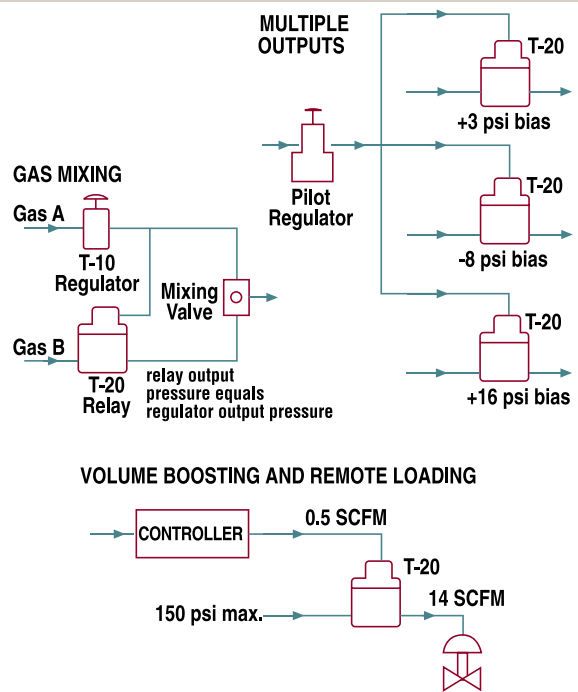 MULTIPLE
OUTPUTS
T-20
+3 psi bias
Pilot
Regulator
T-20
-8 psi bias
T-20
+16 psi bias
GAS MIXING
Gas A
T-10
Regulator
Mixing
Valve
Gas B
T-20
Relay
relay output
pressure equals
regulator output pressure
VOLUME BOOSTING AND REMOTE LOADING
CONTROLLER
0.5 SCFM
T-20
150 psi max.
14 SCFM